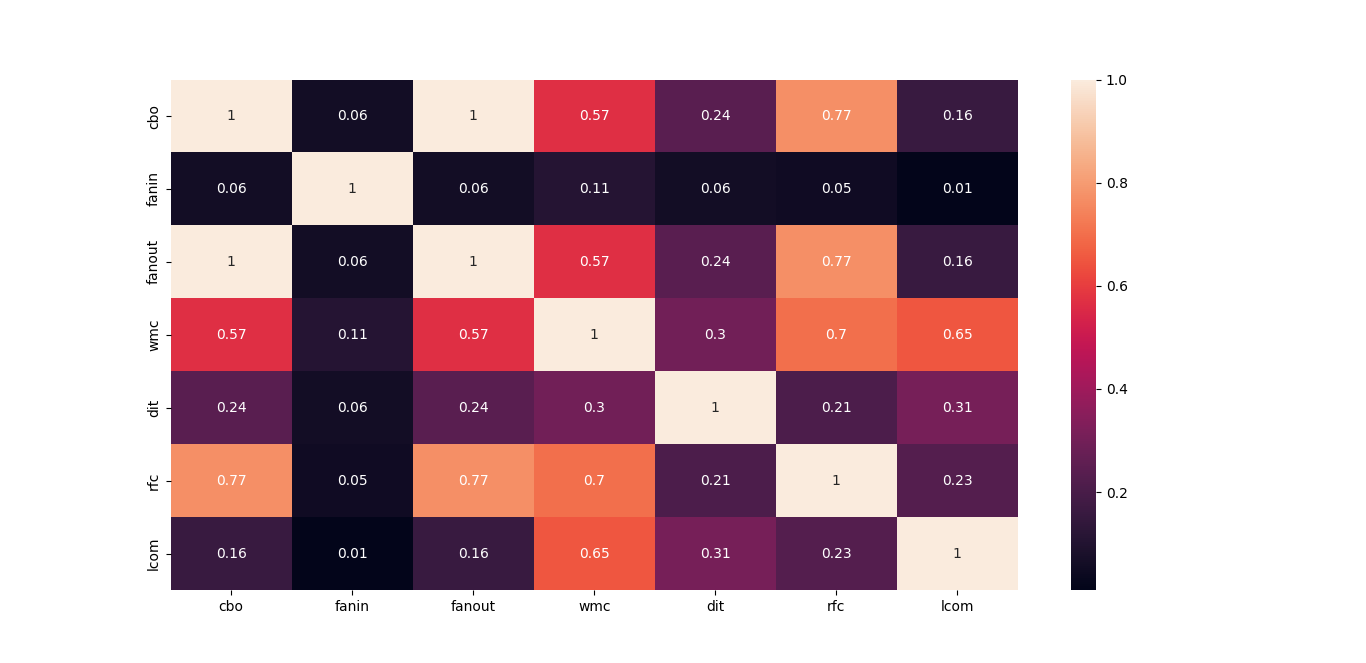 1.0
cbo 1 0.06 1 0.57 0.24 0.77 0.16
0.8
fanin 0.06 1 0.06 0.11 0.06 0.05 0.01
fanout 1 0.06 1 0.57 0.24 0.77 0.16
0.6
wmc 0.57 0.11 0.57 1 0.3 0.7 0.65
0.4
dit 0.24 0.06 0.24 0.3 1 0.21 0.31
rfc 0.77 0.05 0.77 0.7 0.21 1 0.23
0.2
lcom 0.16 0.01 0.16 0.65 0.31 0.23 1
cbo fanin fanout wmc dit rfc lcom